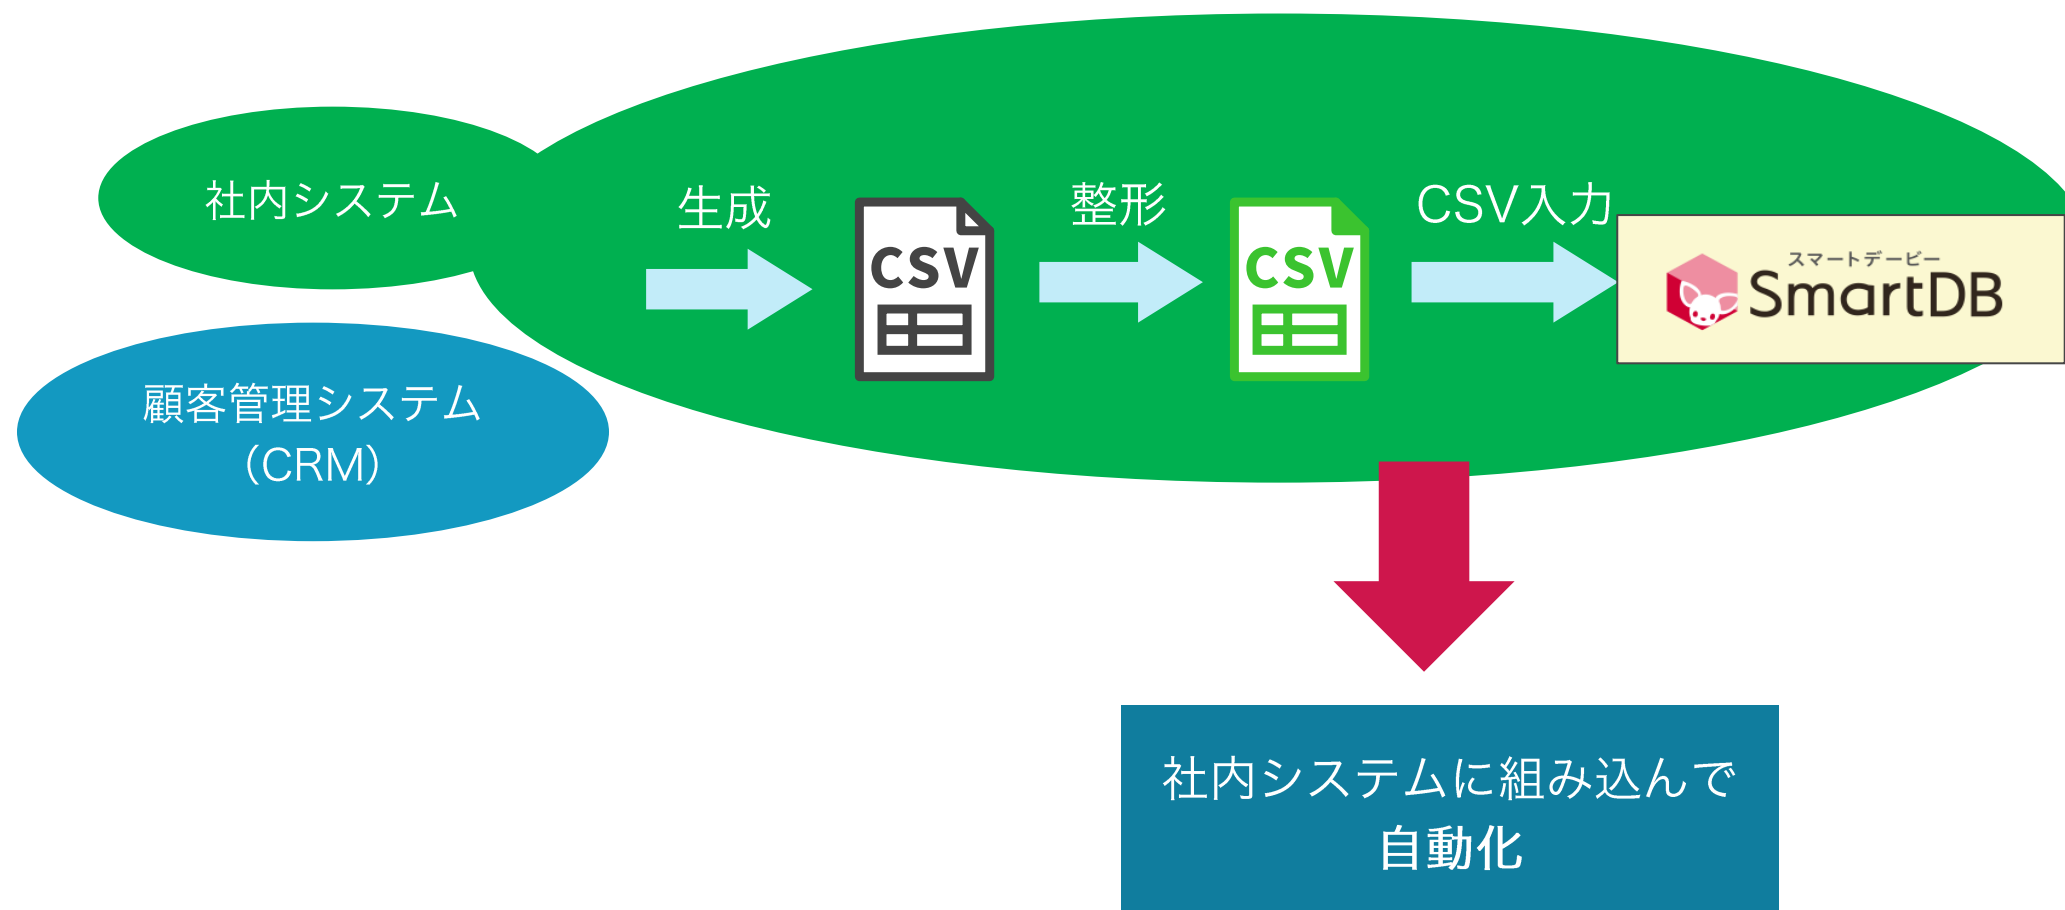 社内システム
生成
整形
CSV入力
CSV
CSV
スマートデービー
SmartDB
顧客管理システム
（CRM）
社内システムに組み込んで
自動化